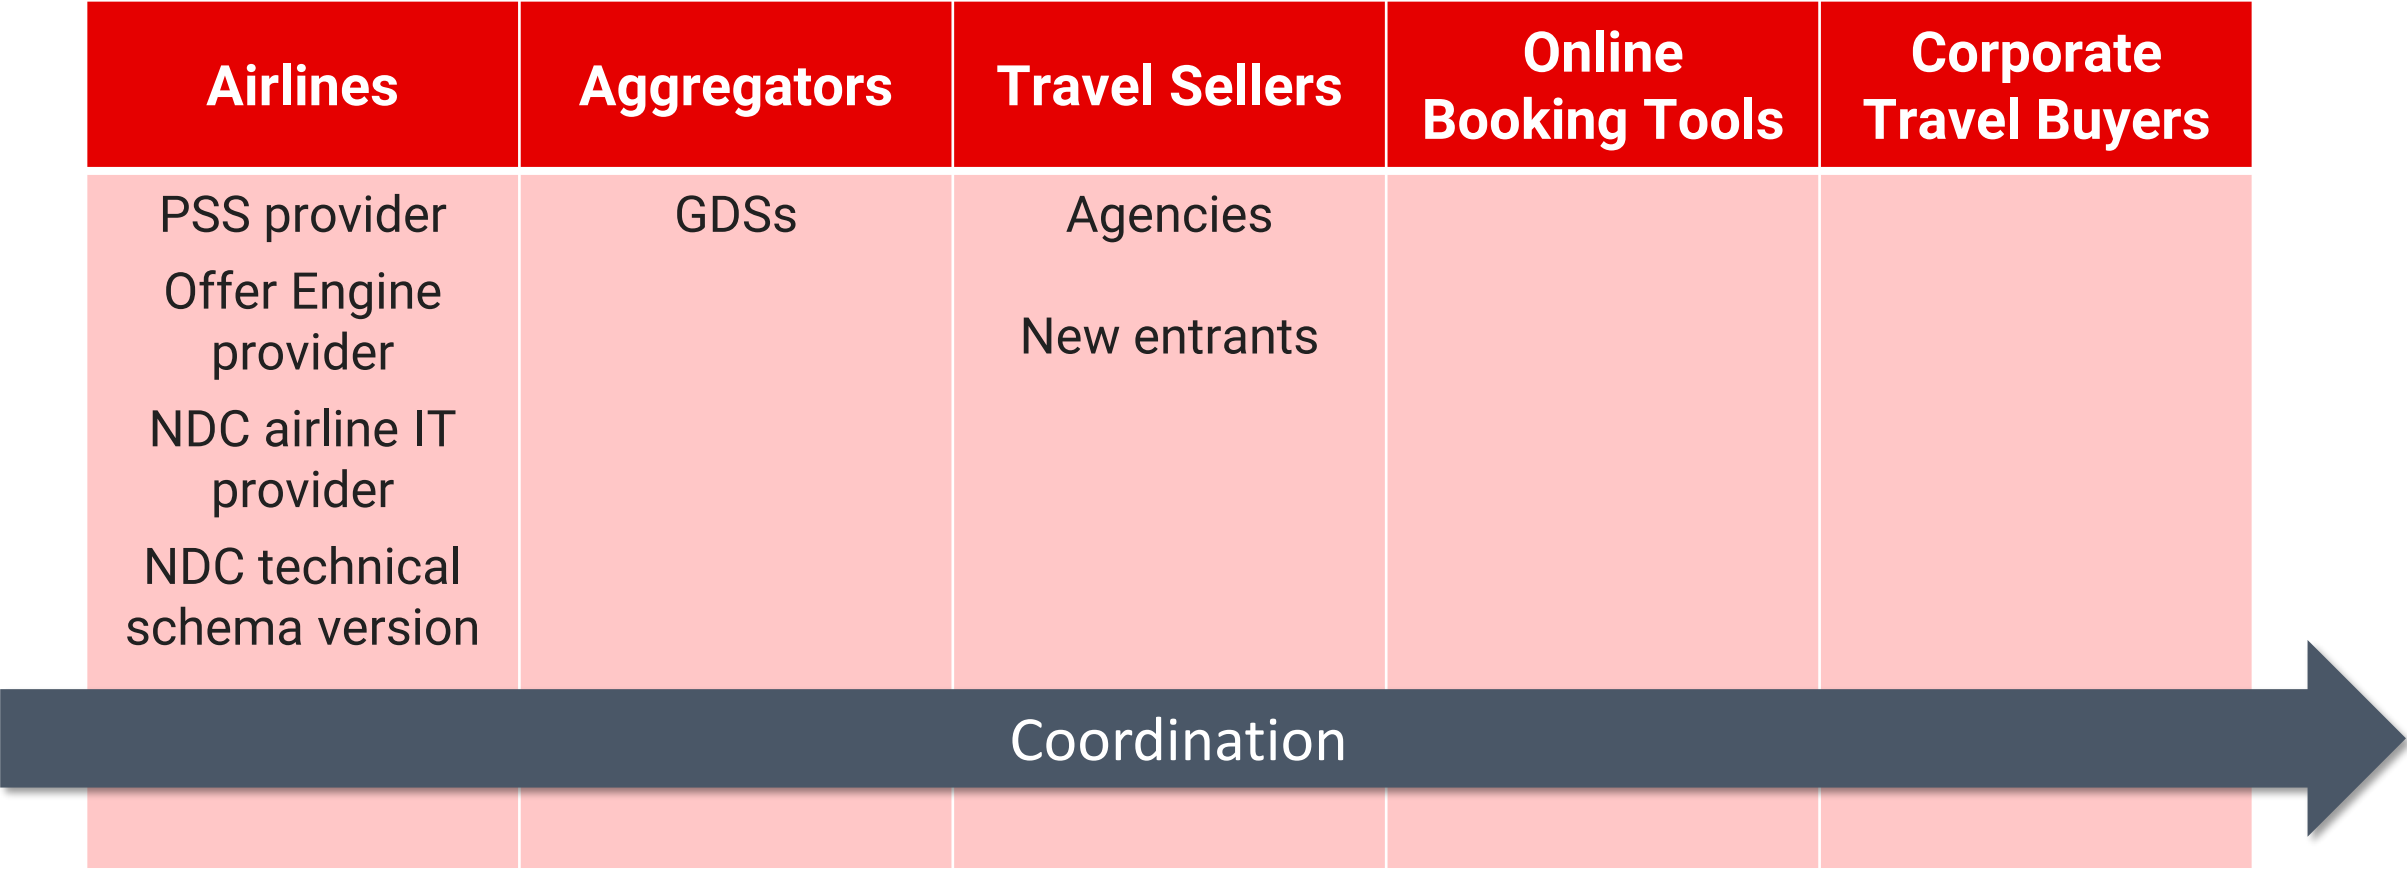 Airlines
Aggregators
Travel Sellers
Online
Booking Tools
Corporate
Travel Buyers
PSS provider
Offer Engine
provider
NDC airline IT
provider
NDC technical
schema version
GDSs
Agencies
New entrants
Coordination